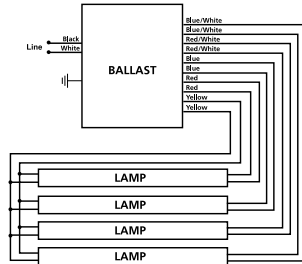 Blue/White
Blue/White
Red/White
Red/White
Blue
Blue
Red
Red
Yellow
Yellow
Line
Black
White
BALLAST
LAMP
LAMP
LAMP
LAMP